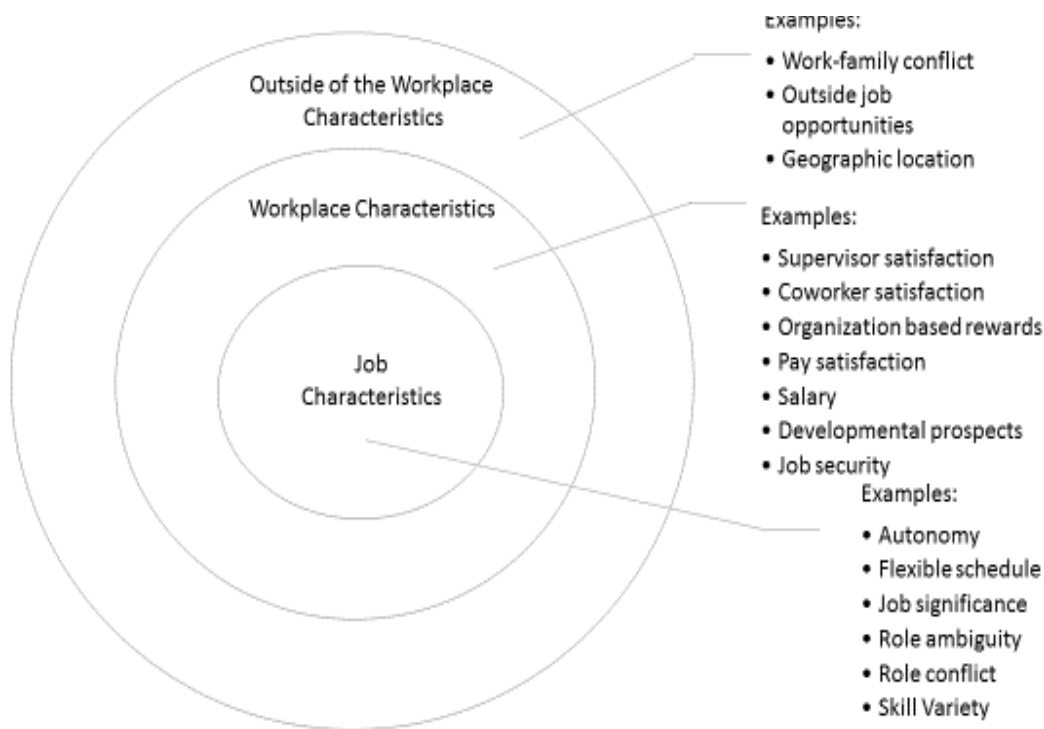 Outside of the Workplace
Characteristics
Workplace Characteristics
Job
Characteristics
Examples:
• Work-family conflict
• Outside job
opportunities
• Geographic location
Examples:
• Supervisor satisfaction
• Coworker satisfaction
• Organization based rewards
• Pay satisfaction
• Salary
• Developmental prospects
• Job security
Examples:
• Autonomy
• Flexible schedule
• Job significance
• Role ambiguity
• Role conflict
• Skill Variety